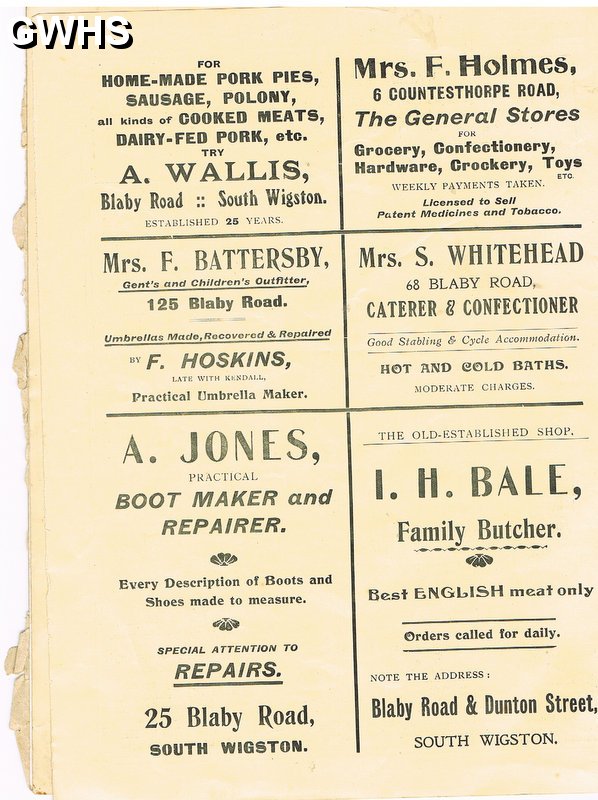 GWHS
FOR
HOME-MADE PORK PIES,
SAUSAGE, POLONY,
all kinds of COOKED MEATS,
DAIRY-FED PORK, etc.
TRY
A. WALLIS,
Blaby Road :: South Wigston.
ESTABLISHED 25 YEARS.
Mrs. F. Holmes,
6 COUNTESTHORPE ROAD,
The General Stores
FOR
Grocery, Confectionery,
Hardware, Crockery, Toys
ETC.
WEEKLY PAYMENTS TAKEN.
Licensed to Sell
Patent Medicines and Tobacco.
Mrs. F. BATTERSBY,
Gent's and Children's Outfitter,
125 Blaby Road.
Umbrellas Made, Recovered & Repaired
BY F. HOSKINS,
LATE WITH KENDALL,
Practical Umbrella Maker.
Mrs. S. WHITEHEAD
68 BLABY ROAD,
CATERER & CONFECTIONER
Good Stabling & Cycle Accommodation.
HOT AND COLD BATHS.
MODERATE CHARGES.
A. JONES,
PRACTICAL
BOOT MAKER and
REPAIRER.
Every Description of Boots and
Shoes made to measure.
SPECIAL ATTENTION TO
REPAIRS.
25 Blaby Road,
SOUTH WIGSTON.
THE OLD-ESTABLISHED SHOP.
I. H. BALE,
Family Butcher.
Best ENGLISH meat only
Orders called for daily.
NOTE THE ADDRESS:
Blaby Road & Dunton Street,
SOUTH WIGSTON.